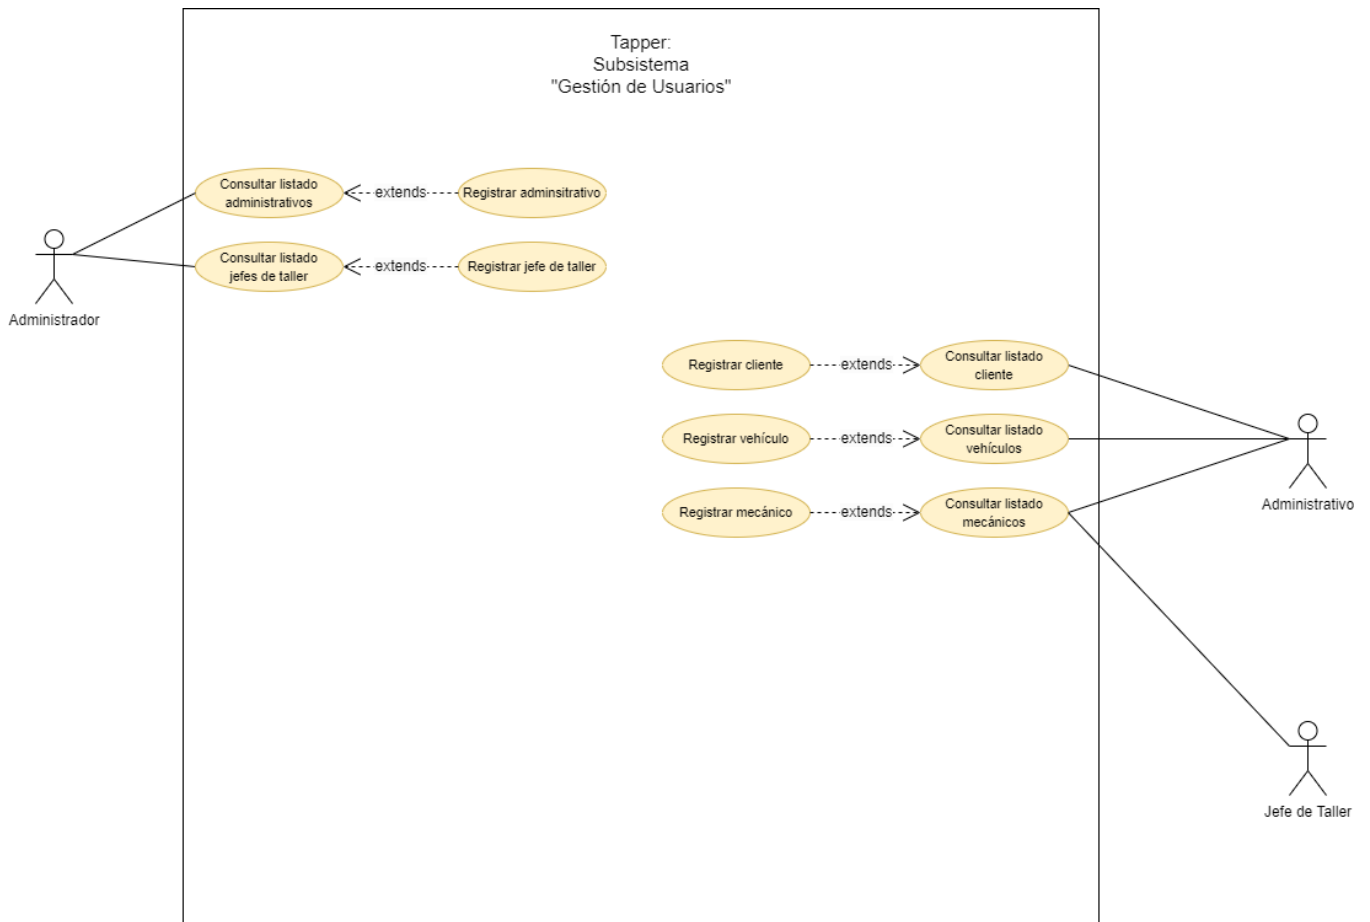 Tapper:
Subsistema
"Gestión de Usuarios"
Consultar listado
administrativos
extends
Registrar adminsitrativo
Consultar listado
jefes de taller
extends
Registrar jefe de taller
Administrador
Registrar cliente
extends
Consultar listado
cliente
Registrar vehículo
extends
Consultar listado
vehículos
Registrar mecánico
extends
Consultar listado
mecánicos
Administrativo
Jefe de Taller